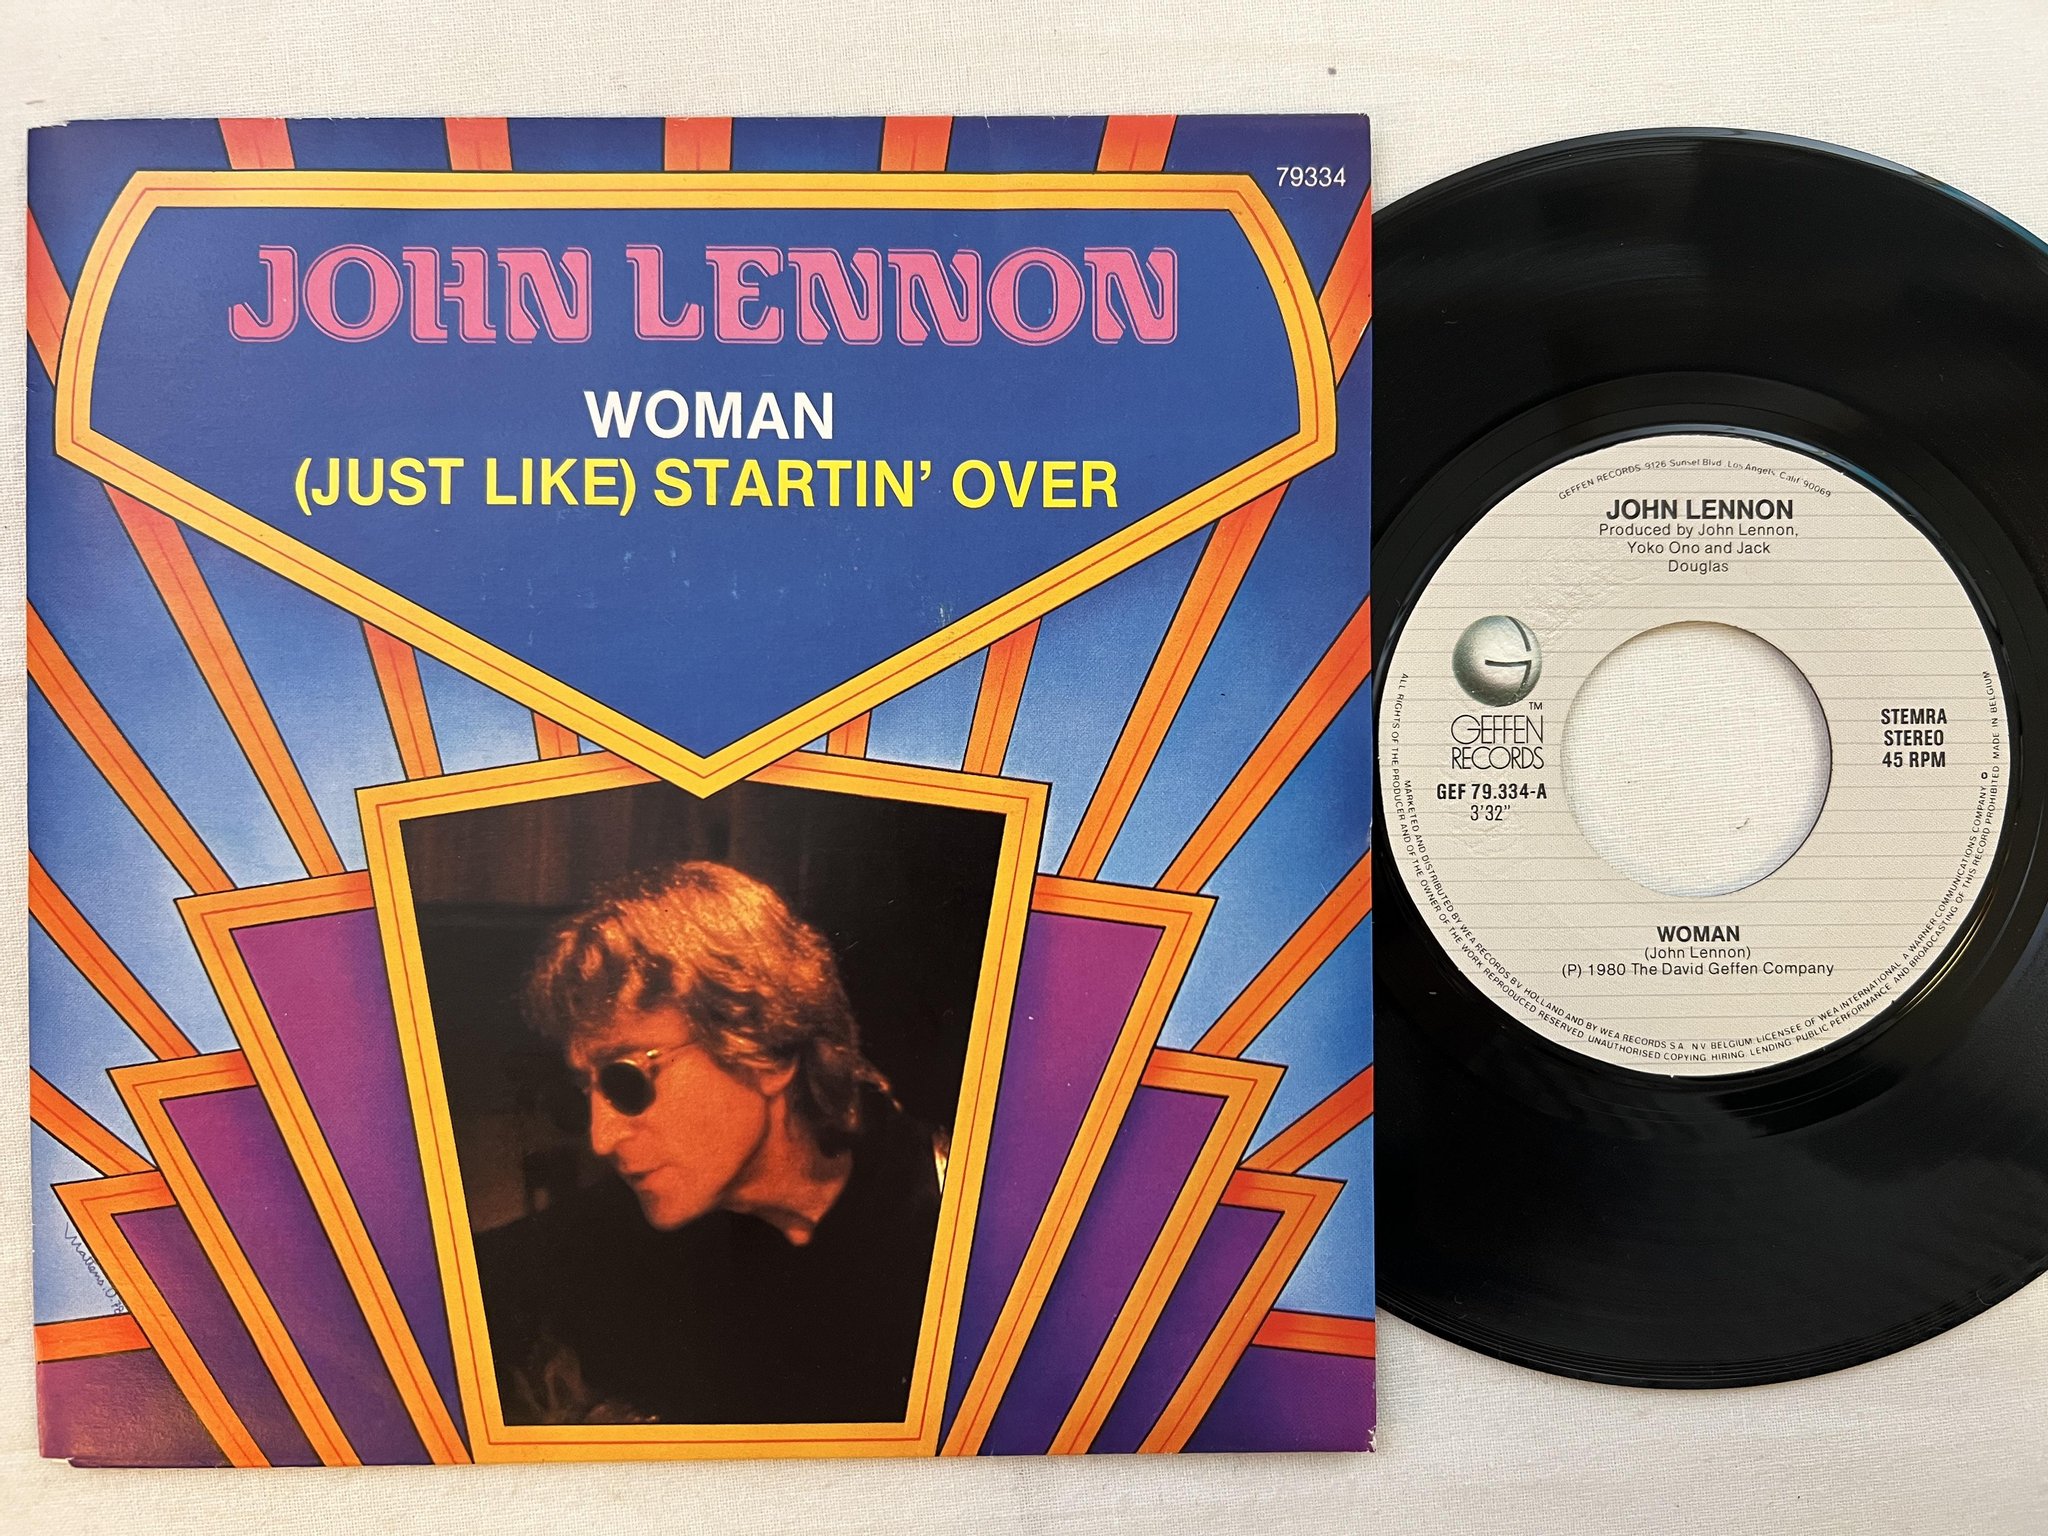 79334
JOHN LENNON
WOMAN
(JUST LIKE) STARTIN' OVER
GEFFEN RECORDS 9126 Sunset Blvd. Los Angels, Calif. 90069
JOHN LENNON
Produced by John Lennon,
Yoko Ono and Jack
Douglas
G
TM
GEFFEN
RECORDS
GEF 79.334-A
3'32"
STEMRA
STEREO
45 RPM
WOMAN
(John Lennon)
(P) 1980 The David Geffen Company
MARKETED AND DISTRIBUTED BY WEA RECORDS B.V. HOLLAND AND BY WEA RECORDS S.A. N.V. BELGIUM. LICENSEE OF WEA INTERNATIONAL A WARNER COMMUNICATIONS COMPANY
ALL RIGHTS OF THE PRODUCER AND OF THE OWNER OF THE WORK REPRODUCED RESERVED. UNAUTHORISED COPYING, HIRING, LENDING, PUBLIC PERFORMANCE AND BROADCASTING OF THIS RECORD PROHIBITED. MADE IN BELGIUM